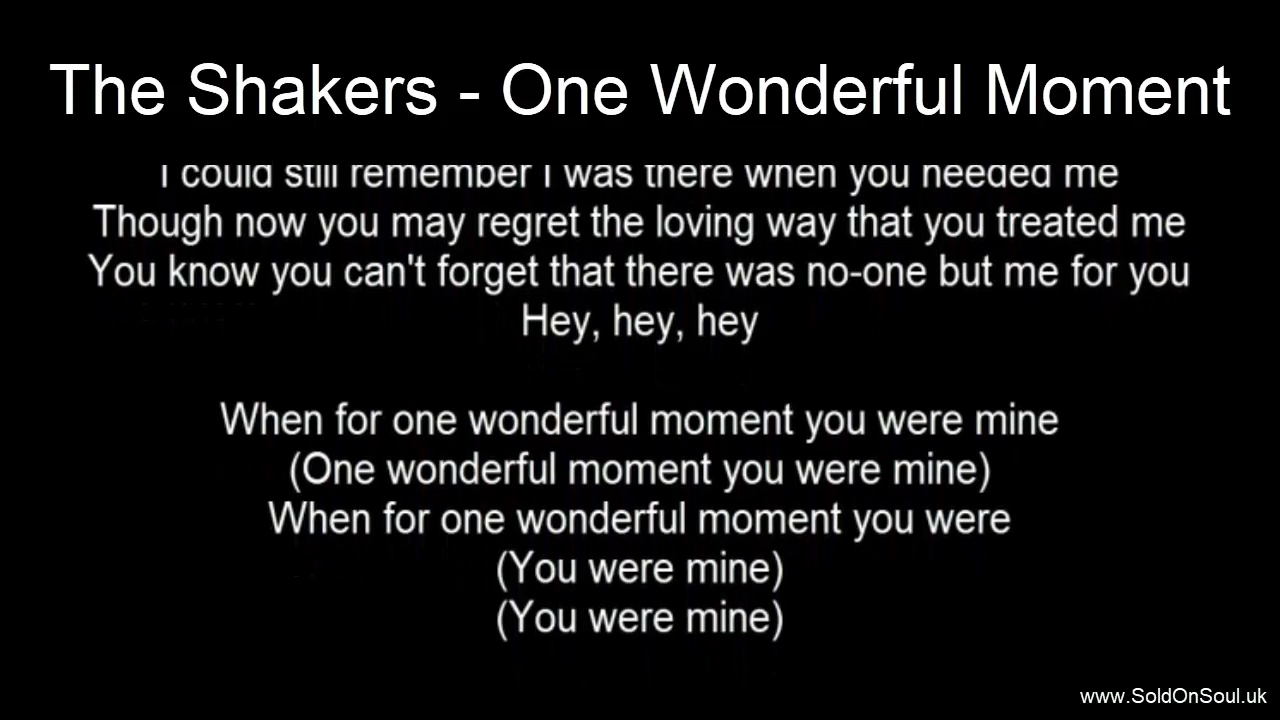 The Shakers - One Wonderful Moment
I could still remember I was there when you needed me
Though now you may regret the loving way that you treated me
You know you can't forget that there was no-one but me for you
Hey, hey, hey
When for one wonderful moment you were mine
(One wonderful moment you were mine)
When for one wonderful moment you were
(You were mine)
(You were mine)
www.SoldOnSoul.uk